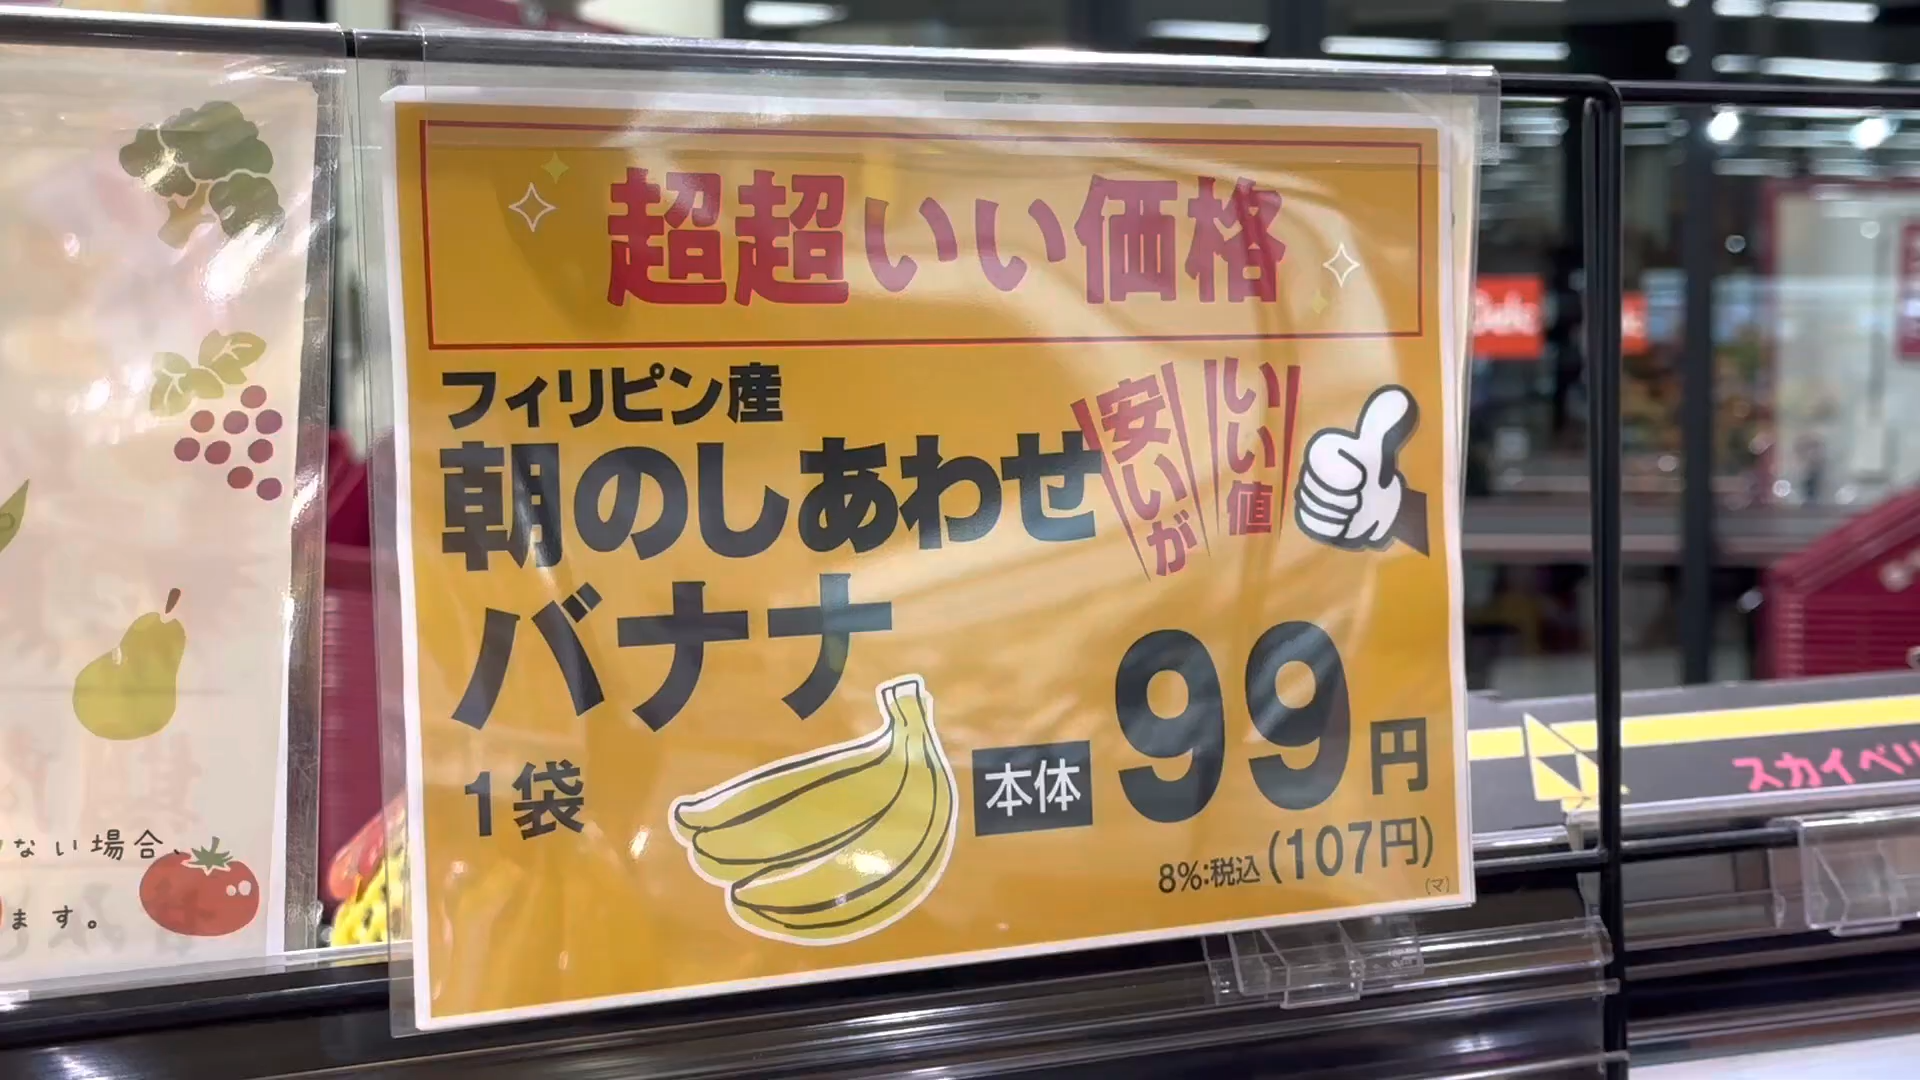 超超いい価格
フィリピン産
朝のしあわせ
バナナ
安いが
いい値
1袋
本体
99円
8%:税込(107円)
(マ)
ない場合、
ます。
スカイベリ